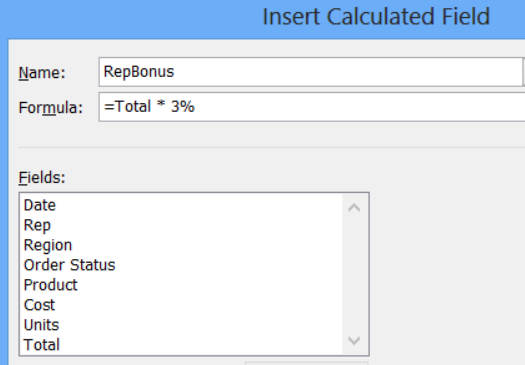 Insert Calculated Field
Name: RepBonus
Formula: =Total * 3%
Fields:
Date
Rep
Region
Order Status
Product
Cost
Units
Total